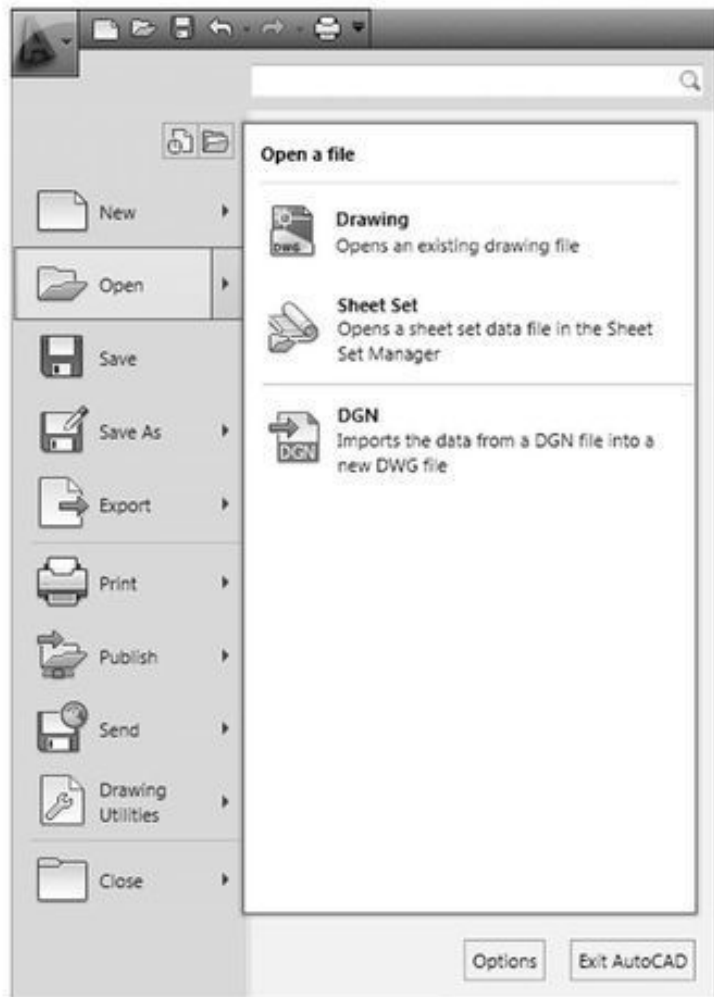 Open a file
New
Drawing
DWG
Opens an existing drawing file
Open
Sheet Set
Opens a sheet set data file in the Sheet
Set Manager
Save
Save As
DGN
DGN
Imports the data from a DGN file into a
new DWG file
Export
Print
Publish
Send
Drawing
Utilities
Close
Options
Exit AutoCAD